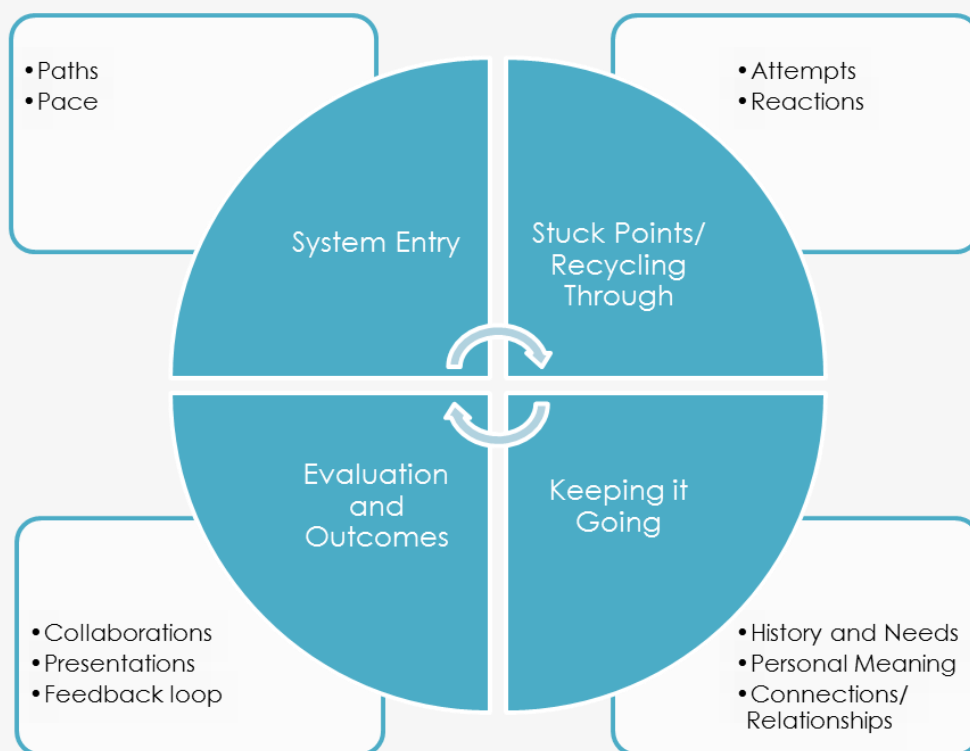 •Paths
•Pace
•Attempts
•Reactions
System Entry
Stuck Points/
Recycling
Through
Evaluation
and
Outcomes
Keeping it
Going
•Collaborations
•Presentations
•Feedback loop
•History and Needs
•Personal Meaning
•Connections/
Relationships